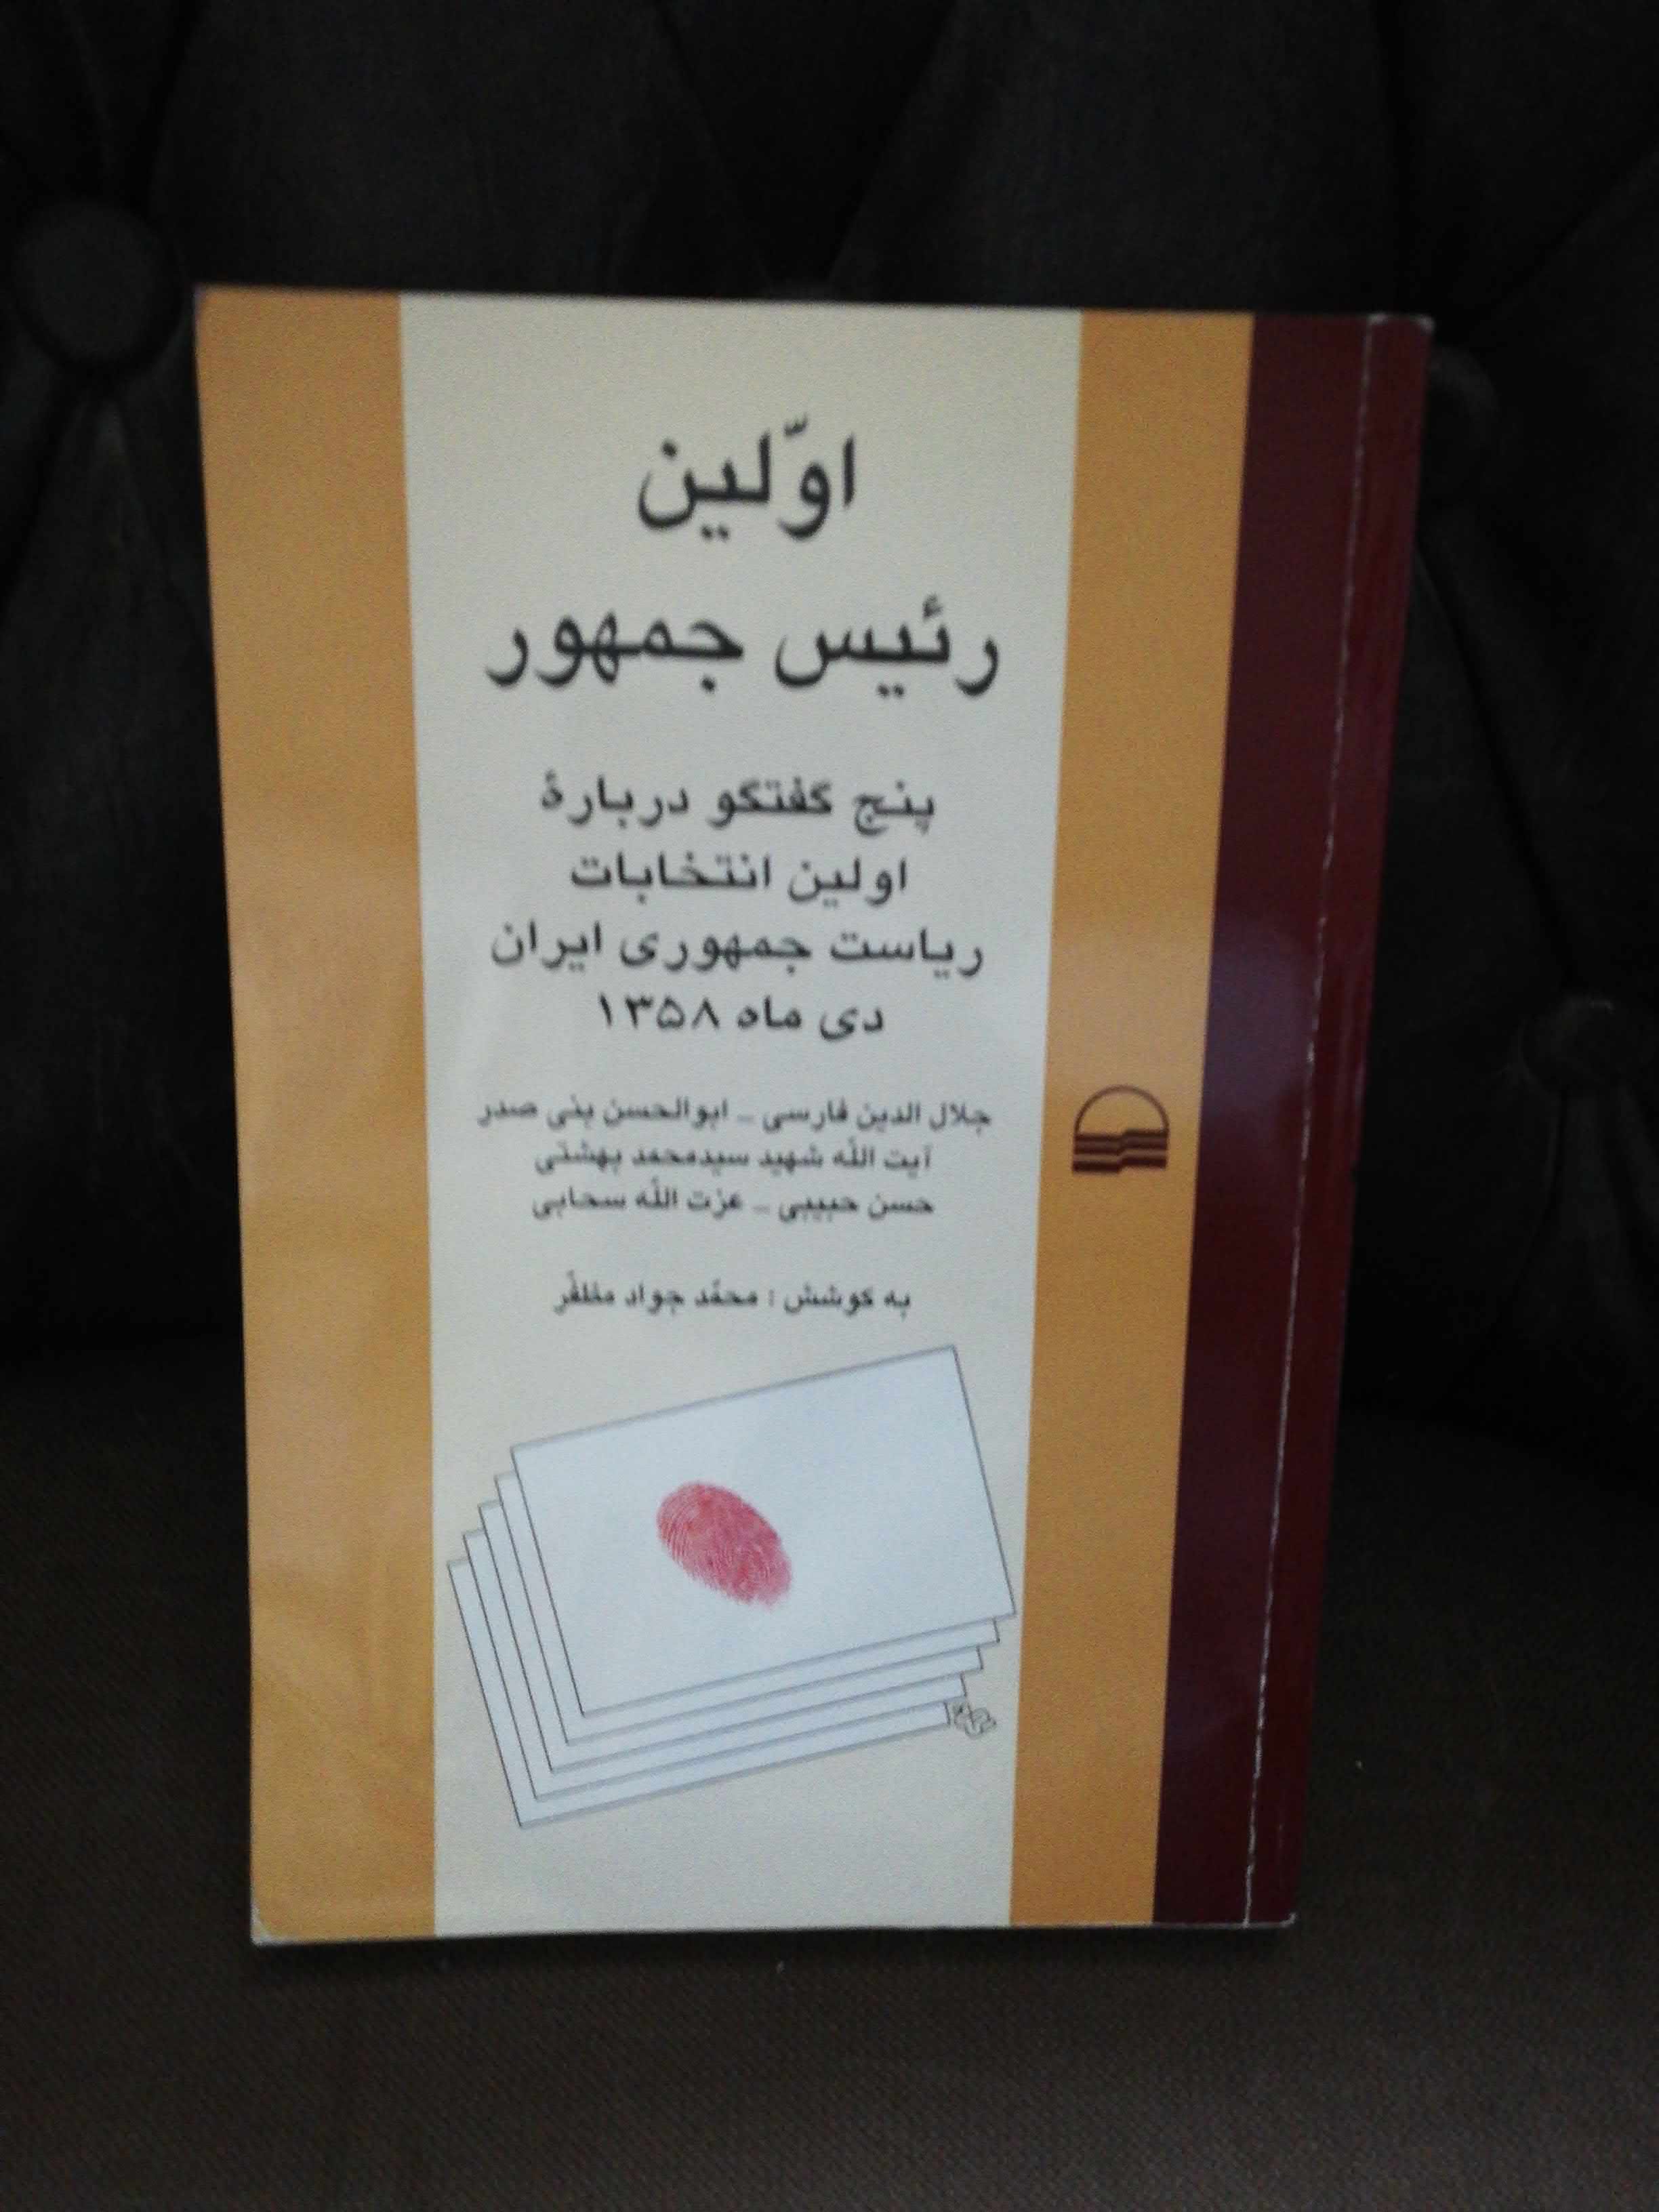 اوّلین
رئیس جمهور
پنج گفتگو دربارهٔ
اولین انتخابات
ریاست جمهوری ایران
دی ماه ۱۳۵۸
جلال الدین فارسی ـ ابوالحسن بنی صدر
آیت الله شهید سیدمحمد بهشتی
حسن حبیبی ـ عزت الله سحابی
به کوشش : محمّد جواد مظفّر